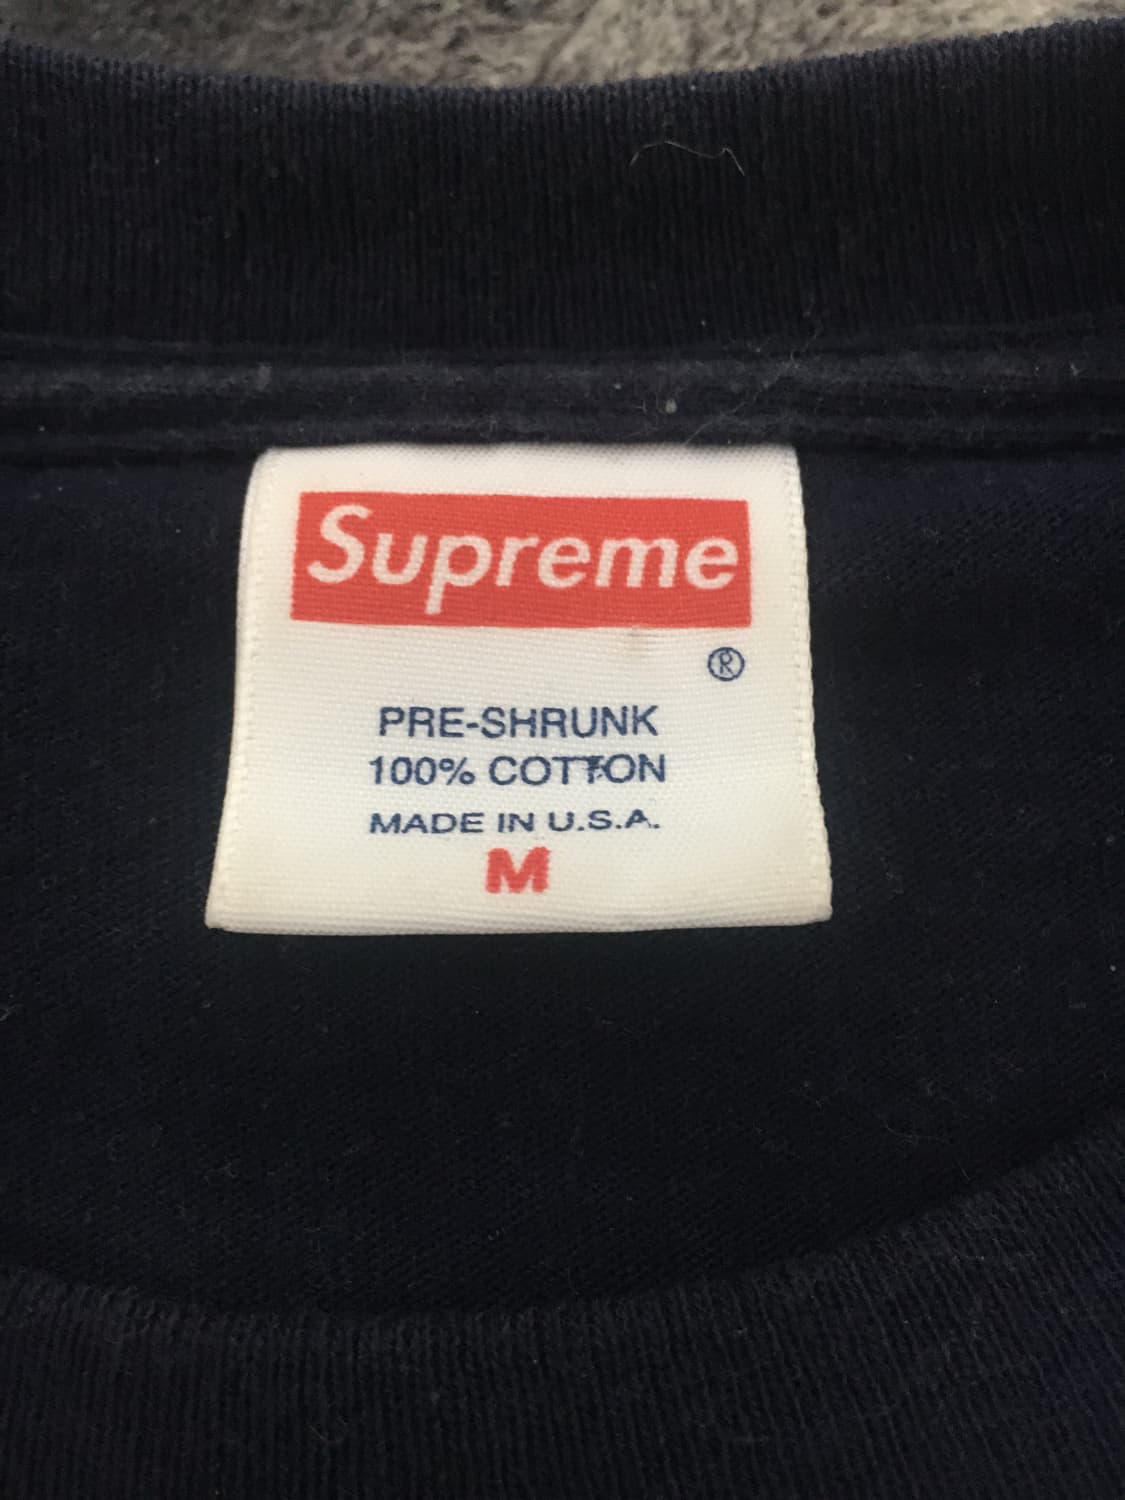 Supreme
®
PRE-SHRUNK
100% COTTON
MADE IN U.S.A.
M